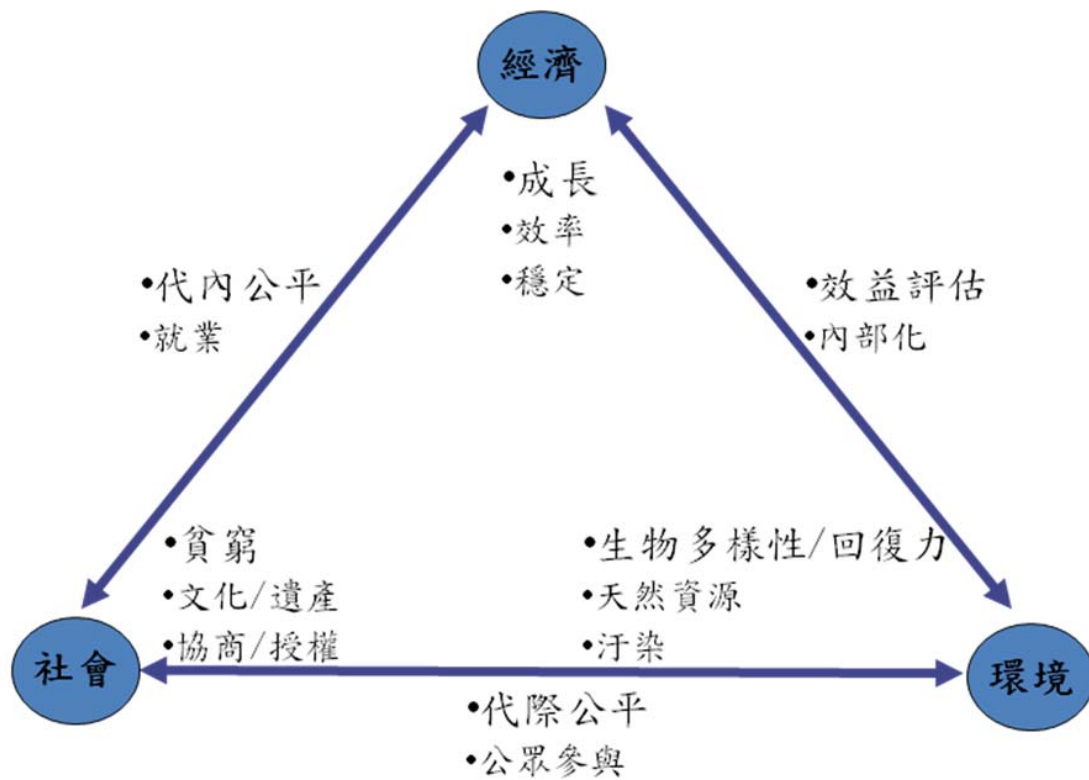 經濟
•成長
•效率
•穩定
•代內公平
•就業
•效益評估
•內部化
•貧窮
•文化/遺產
•協商/授權
•生物多樣性/回復力
•天然資源
•汙染
社會
環境
•代際公平
•公眾參與